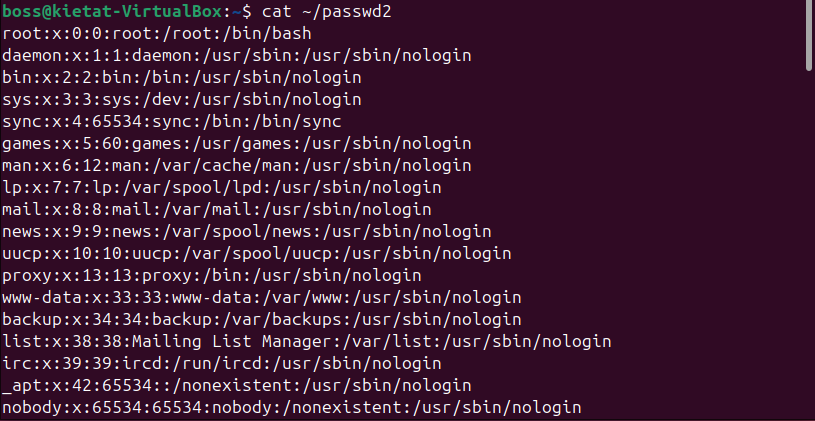 boss@kietat-VirtualBox:~$ cat ~/passwd2
root:x:0:0:root:/root:/bin/bash
daemon:x:1:1:daemon:/usr/sbin:/usr/sbin/nologin
bin:x:2:2:bin:/bin:/usr/sbin/nologin
sys:x:3:3:sys:/dev:/usr/sbin/nologin
sync:x:4:65534:sync:/bin:/bin/sync
games:x:5:60:games:/usr/games:/usr/sbin/nologin
man:x:6:12:man:/var/cache/man:/usr/sbin/nologin
lp:x:7:7:lp:/var/spool/lpd:/usr/sbin/nologin
mail:x:8:8:mail:/var/mail:/usr/sbin/nologin
news:x:9:9:news:/var/spool/news:/usr/sbin/nologin
uucp:x:10:10:uucp:/var/spool/uucp:/usr/sbin/nologin
proxy:x:13:13:proxy:/bin:/usr/sbin/nologin
www-data:x:33:33:www-data:/var/www:/usr/sbin/nologin
backup:x:34:34:backup:/var/backups:/usr/sbin/nologin
list:x:38:38:Mailing List Manager:/var/list:/usr/sbin/nologin
irc:x:39:39:ircd:/run/ircd:/usr/sbin/nologin
_apt:x:42:65534::/nonexistent:/usr/sbin/nologin
nobody:x:65534:65534:nobody:/nonexistent:/usr/sbin/nologin